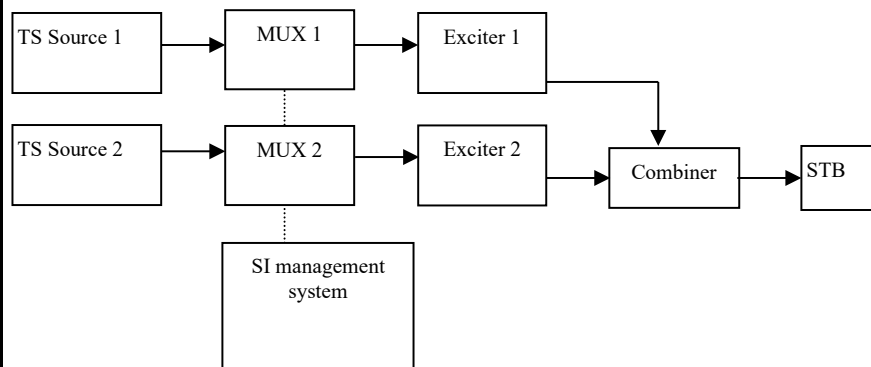 TS Source 1
MUX 1
Exciter 1
TS Source 2
MUX 2
Exciter 2
Combiner
STB
SI management
system